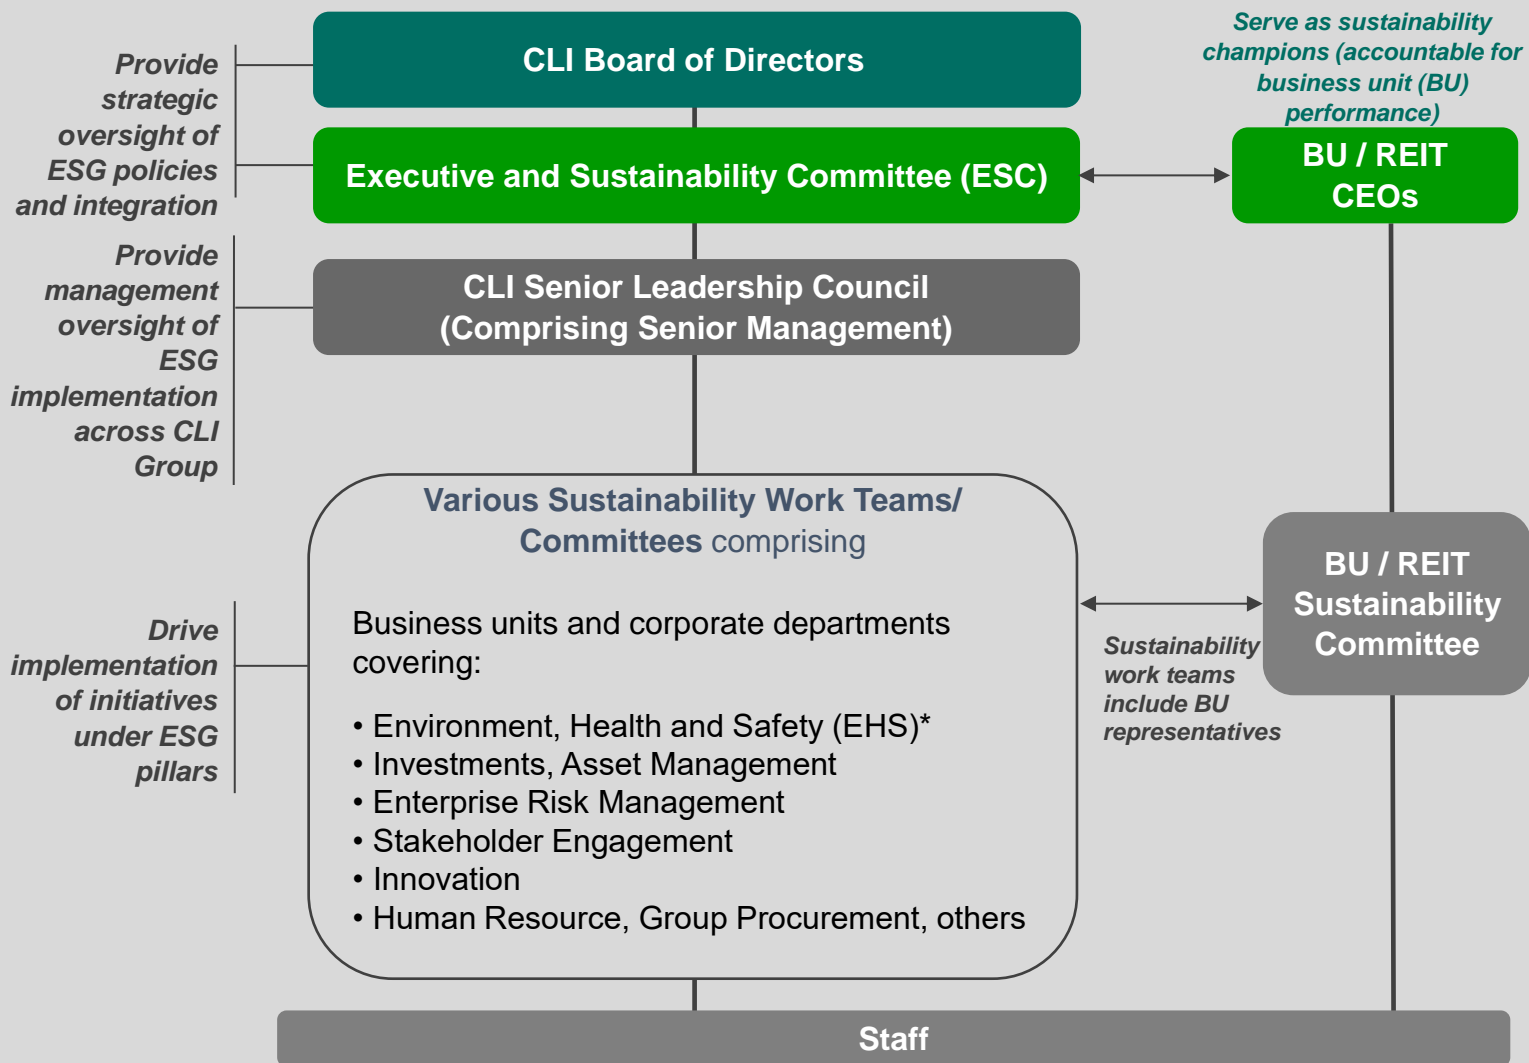 CLI Board of Directors
Serve as sustainability
champions (accountable for
business unit (BU)
performance)
Provide
strategic
oversight of
ESG policies
and integration
Executive and Sustainability Committee (ESC)
BU / REIT
CEOs
Provide
management
oversight of
ESG
implementation
across CLI
Group
CLI Senior Leadership Council
(Comprising Senior Management)
Various Sustainability Work Teams/
Committees comprising
Business units and corporate departments
covering:
• Environment, Health and Safety (EHS)*
• Investments, Asset Management
• Enterprise Risk Management
• Stakeholder Engagement
• Innovation
• Human Resource, Group Procurement, others
Drive
implementation
of initiatives
under ESG
pillars
BU / REIT
Sustainability
Committee
Sustainability
work teams
include BU
representatives
Staff